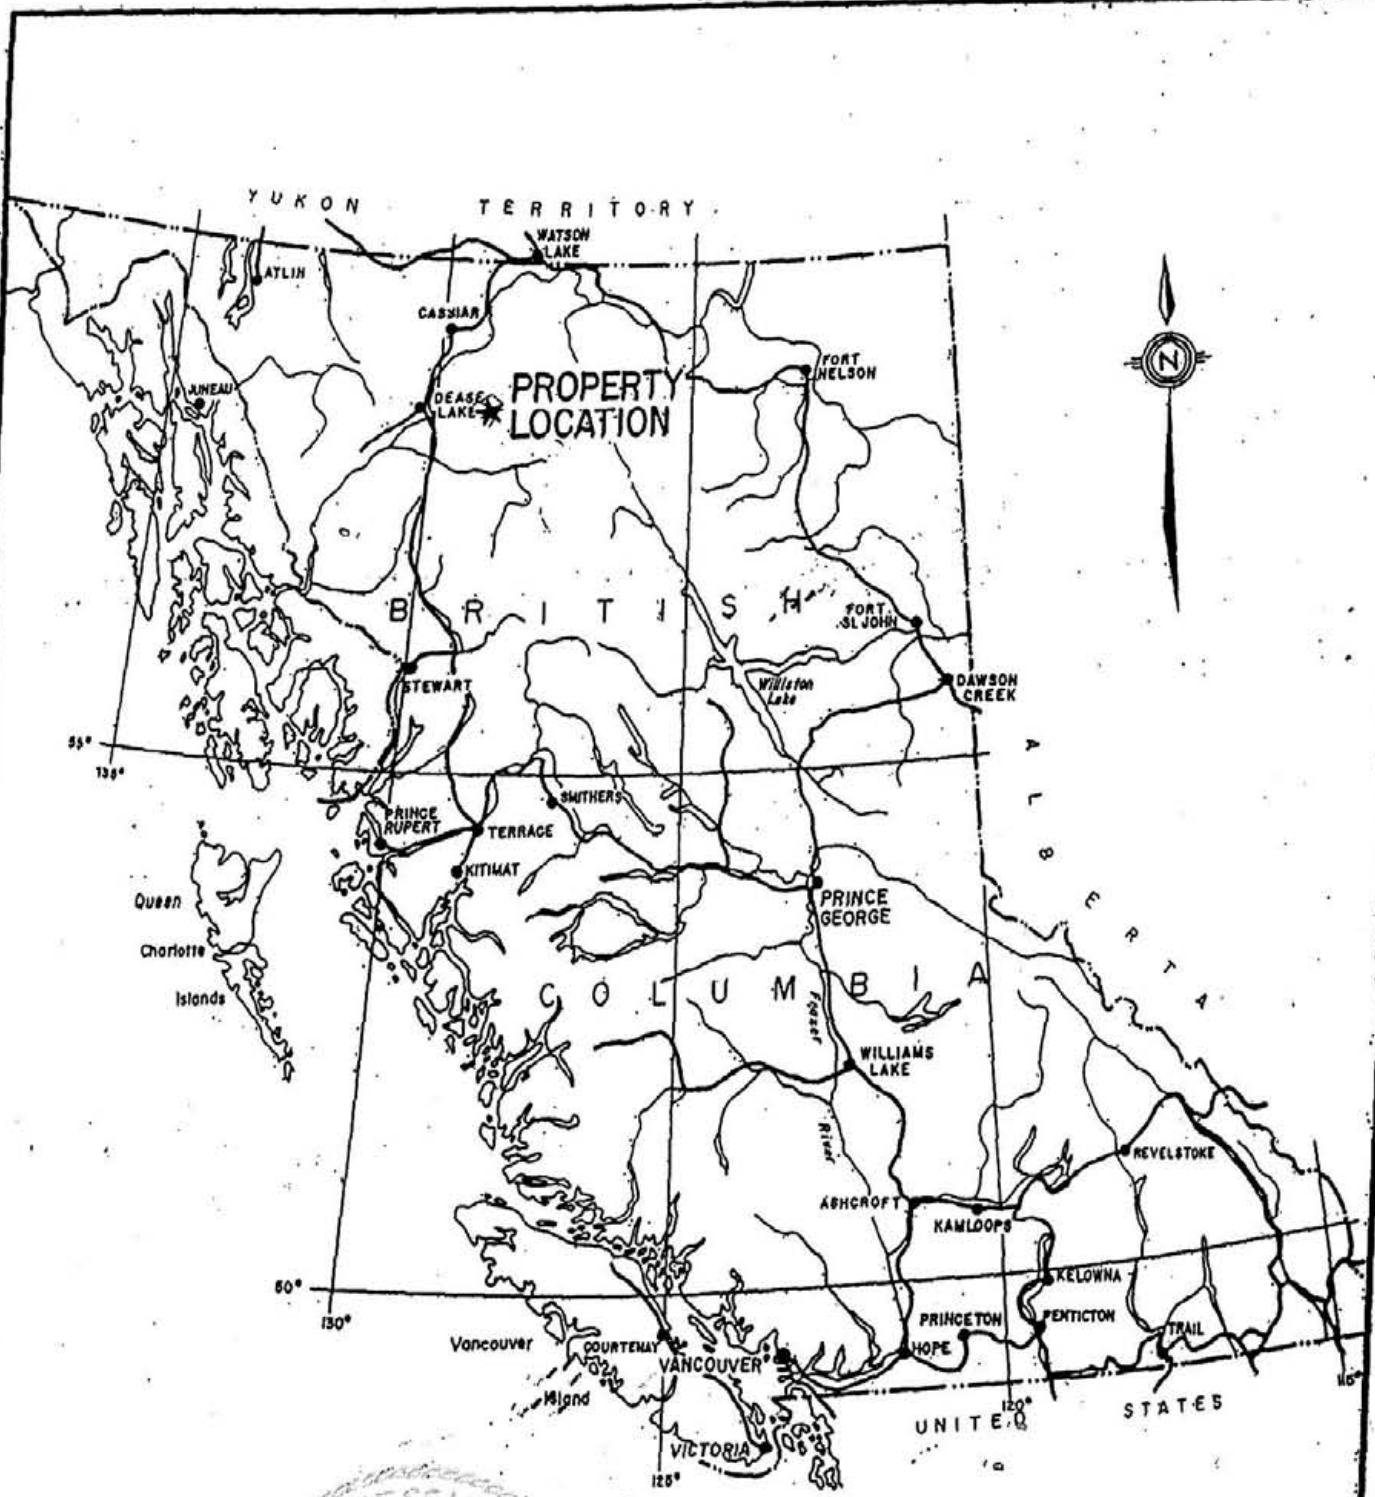 YUKON TERRITORY
WATSON
LAKE
ATLIN
CASSIAR
FORT
NELSON
JUNEAU
DEASE
LAKE
PROPERTY
LOCATION
N
BRITISH
FORT
ST. JOHN
STEWART
Williston
Lake
DAWSON
CREEK
55°
135°
ALBERTA
SMITHERS
PRINCE
RUPERT
TERRACE
KITIMAT
PRINCE
GEORGE
Queen
Charlotte
Islands
COLUMBIA
Frazer
River
WILLIAMS
LAKE
REVELSTOKE
ASHCROFT
KAMLOOPS
50°
130°
KELOWNA
PRINCETON
PENTICTON
TRAIL
HOPE
Vancouver
Island
COURTENAY
VANCOUVER
VICTORIA
125°
120°
115°
UNITED STATES